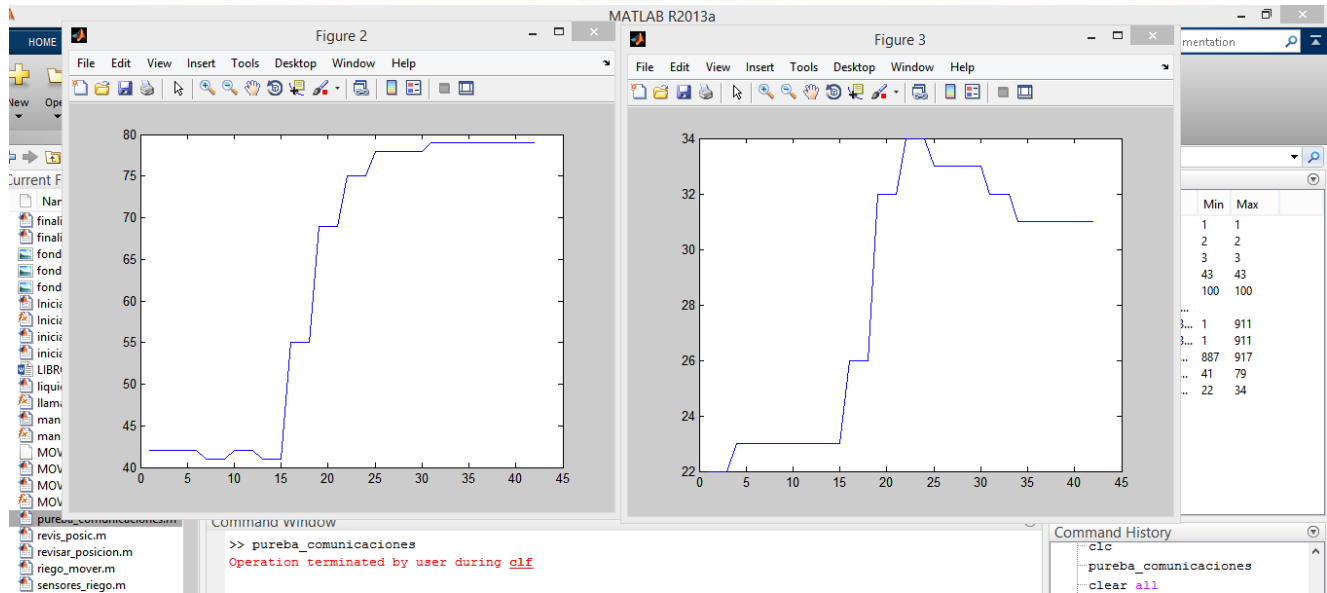 MATLAB R2013a
HOME
New
Ope
Current F
Nar
finali
finali
fond
fond
fond
Inicia
Inicia
inicia
inicia
LIBR
liquid
llama
man
man
MOV
MOV
MOV
MOV
pureba_comunicaciones.m
revis_posic.m
revisar_posicion.m
riego_mover.m
sensores_riego.m
Figure 2
File Edit View Insert Tools Desktop Window Help
80
75
70
65
60
55
50
45
40
0 5 10 15 20 25 30 35 40 45
Figure 3
File Edit View Insert Tools Desktop Window Help
34
32
30
28
26
24
22
0 5 10 15 20 25 30 35 40 45
mentation
Min Max
1 1
2 2
3 3
43 43
100 100
...
3... 1 911
3... 1 911
... 887 917
... 41 79
... 22 34
Command Window
>> pureba_comunicaciones
Operation terminated by user during clf
Command History
clc
pureba_comunicaciones
clear all